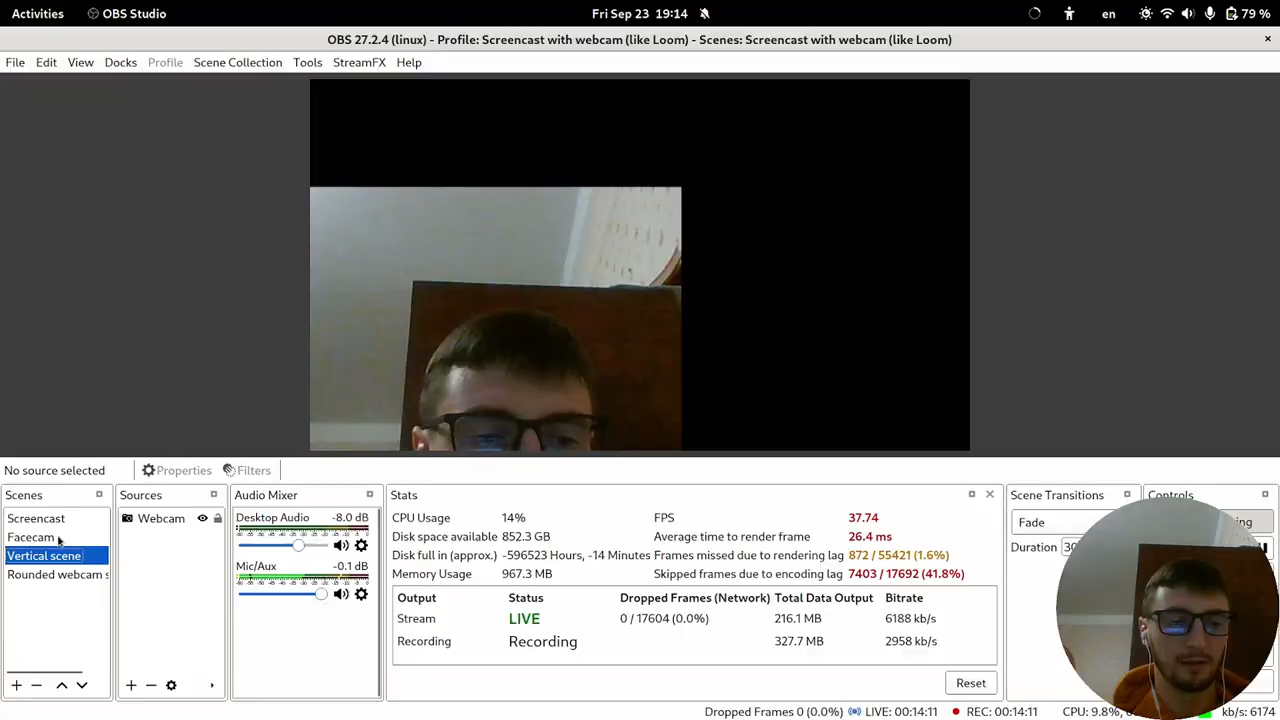 Activities
OBS Studio
Fri Sep 23 19:14
en
79 %
OBS 27.2.4 (linux) - Profile: Screencast with webcam (like Loom) - Scenes: Screencast with webcam (like Loom)
×
File Edit View Docks Profile Scene Collection Tools StreamFX Help
No source selected Properties Filters
Scenes
Screencast
Facecam
Vertical scene
Rounded webcam s
Sources
Webcam
Audio Mixer
Desktop Audio -8.0 dB
Mic/Aux -0.1 dB
Stats
CPU Usage 14%
Disk space available 852.3 GB
Disk full in (approx.) -596523 Hours, -14 Minutes
Memory Usage 967.3 MB
FPS 37.74
Average time to render frame 26.4 ms
Frames missed due to rendering lag 872 / 55421 (1.6%)
Skipped frames due to encoding lag 7403 / 17692 (41.8%)
Output Status Dropped Frames (Network) Total Data Output Bitrate
Stream LIVE 0 / 17604 (0.0%) 216.1 MB 6188 kb/s
Recording Recording 327.7 MB 2958 kb/s
Reset
Scene Transitions
Fade
Duration 30
Controls
Dropped Frames 0 (0.0%) LIVE: 00:14:11 REC: 00:14:11 CPU: 9.8%, kb/s: 6174